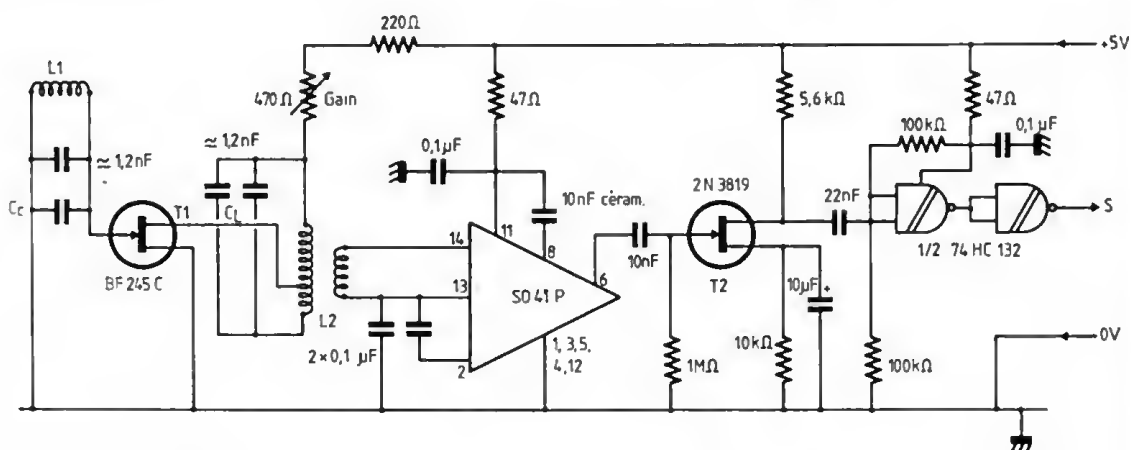 220Ω
+5V
L1
470Ω
Gain
47Ω
5,6kΩ
47Ω
100kΩ
0,1µF
≃1,2nF
≃1,2nF
0,1µF
10nF céram.
2N 3819
22nF
Cc
T1
CL
14
11
8
S
BF 245 C
13
SO 41 P
6
10nF
T2
1/2 74 HC 132
L2
10µF
+
2 × 0,1 µF
2
1, 3, 5,
4, 12
1MΩ
10kΩ
100kΩ
0V